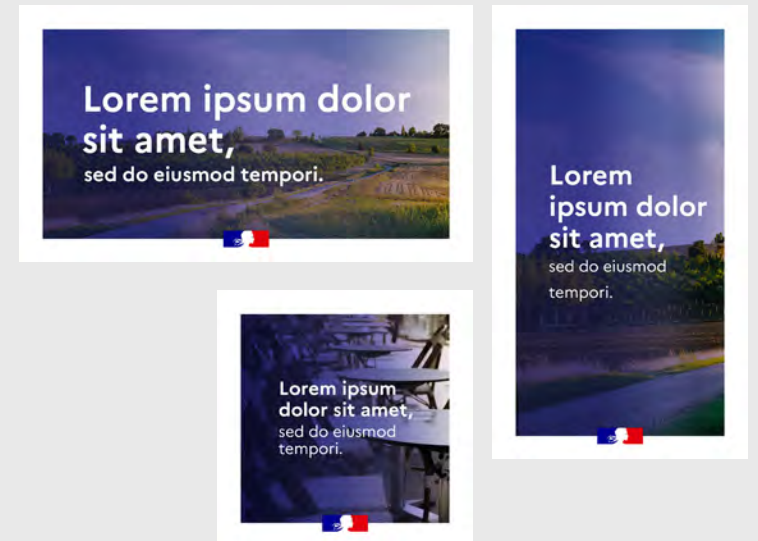 Lorem ipsum dolor
sit amet,
sed do eiusmod tempori.
Lorem
ipsum dolor
sit amet,
sed do eiusmod
tempori.
Lorem ipsum
dolor sit amet,
sed do eiusmod
tempori.